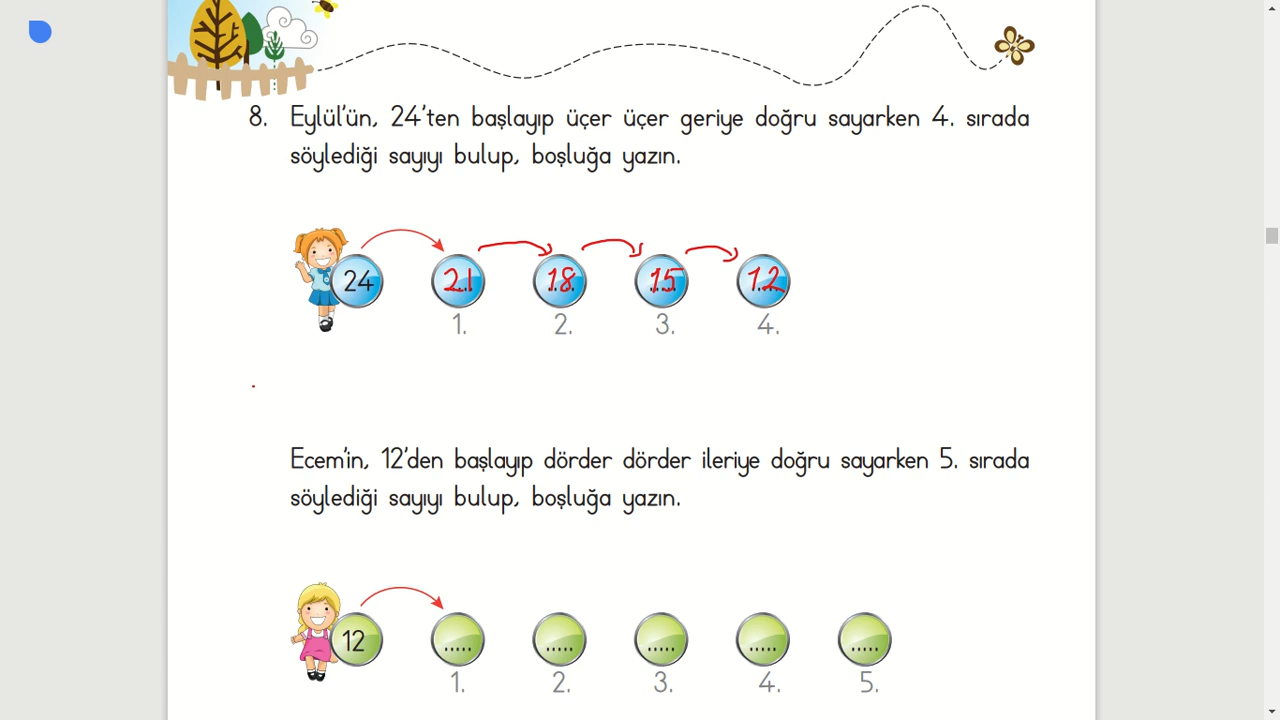 8. Eylül'ün, 24'ten başlayıp üçer üçer geriye doğru sayarken 4. sırada
söylediği sayıyı bulup, boşluğa yazın.
24 21 18 15 12
1. 2. 3. 4.
Ecem'in, 12'den başlayıp dörder dörder ileriye doğru sayarken 5. sırada
söylediği sayıyı bulup, boşluğa yazın.
12 ..... ..... ..... ..... .....
1. 2. 3. 4. 5.